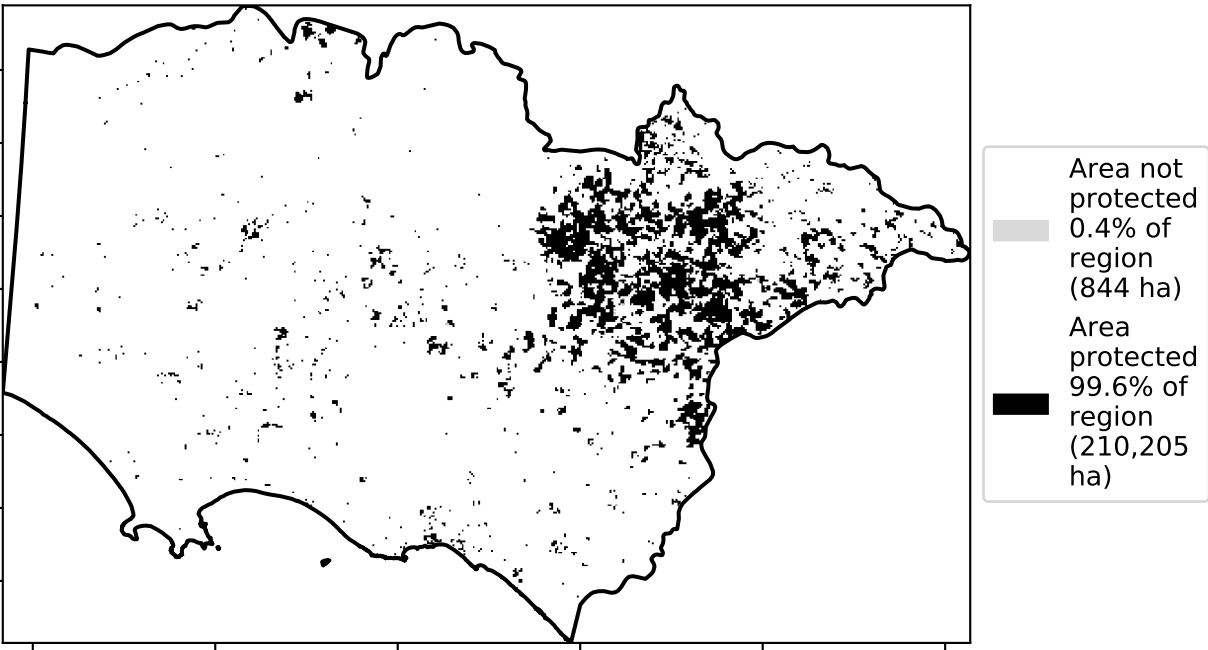 Area not
protected
0.4% of
region
(844 ha)
Area
protected
99.6% of
region
(210,205
ha)